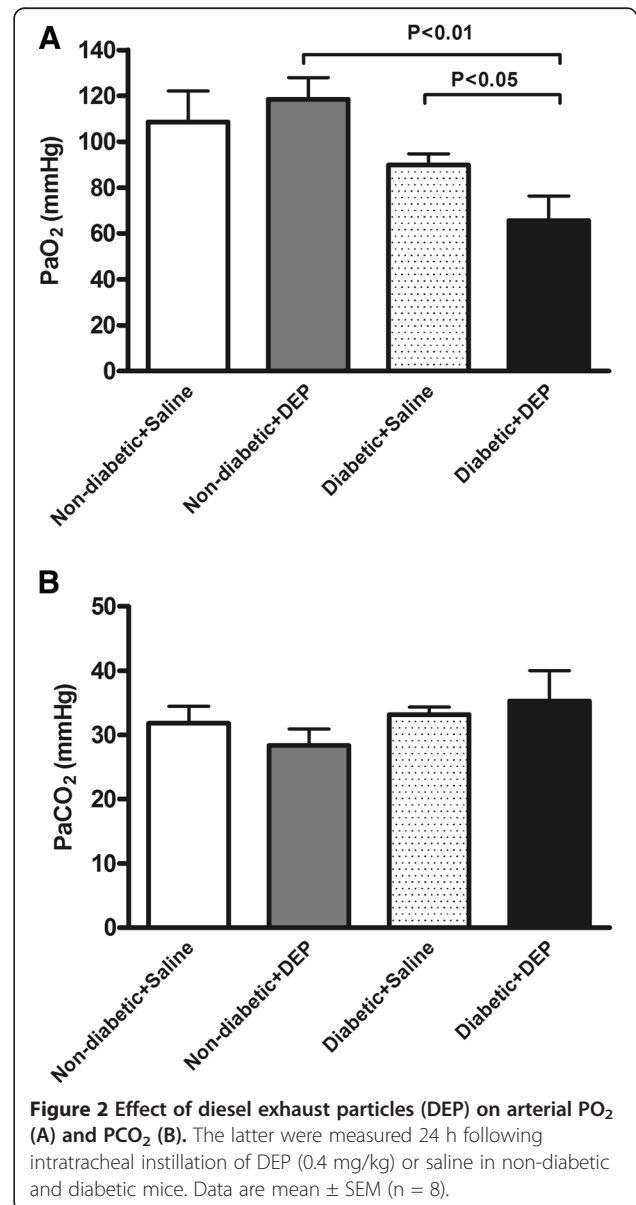 A
P<0.01
P<0.05
140
120
100
80
60
40
20
0
PaO₂ (mmHg)
Non-diabetic+Saline
Non-diabetic+DEP
Diabetic+Saline
Diabetic+DEP
B
50
40
30
20
10
0
PaCO₂ (mmHg)
Non-diabetic+Saline
Non-diabetic+DEP
Diabetic+Saline
Diabetic+DEP
Figure 2 Effect of diesel exhaust particles (DEP) on arterial PO₂
(A) and PCO₂ (B). The latter were measured 24 h following
intratracheal instillation of DEP (0.4 mg/kg) or saline in non-diabetic
and diabetic mice. Data are mean ± SEM (n = 8).